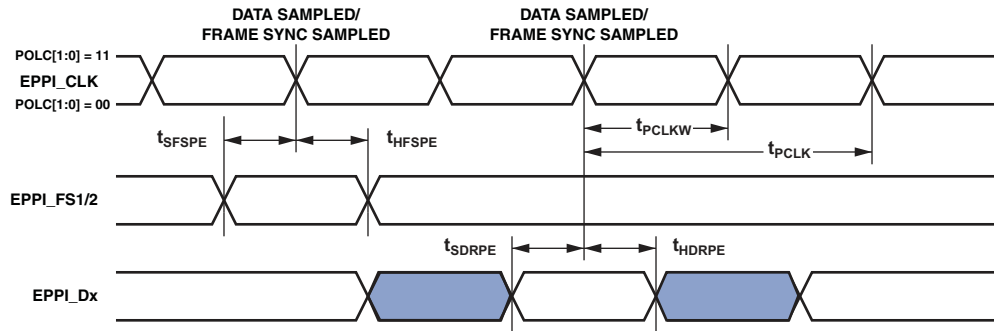 DATA SAMPLED/
FRAME SYNC SAMPLED
DATA SAMPLED/
FRAME SYNC SAMPLED
POLC[1:0] = 11
EPPI_CLK
POLC[1:0] = 00
tSFSPE
tHFSPE
tPCLKW
tPCLK
EPPI_FS1/2
tSDRPE
tHDRPE
EPPI_Dx